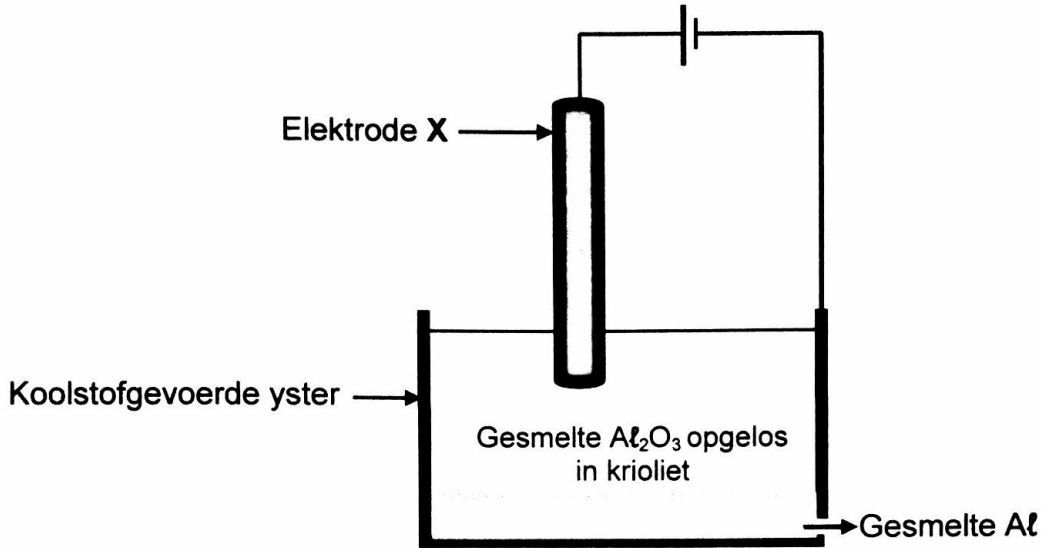 Elektrode X
Koolstofgevoerde yster
Gesmelte Aℓ₂O₃ opgelos
in krioliet
Gesmelte Aℓ